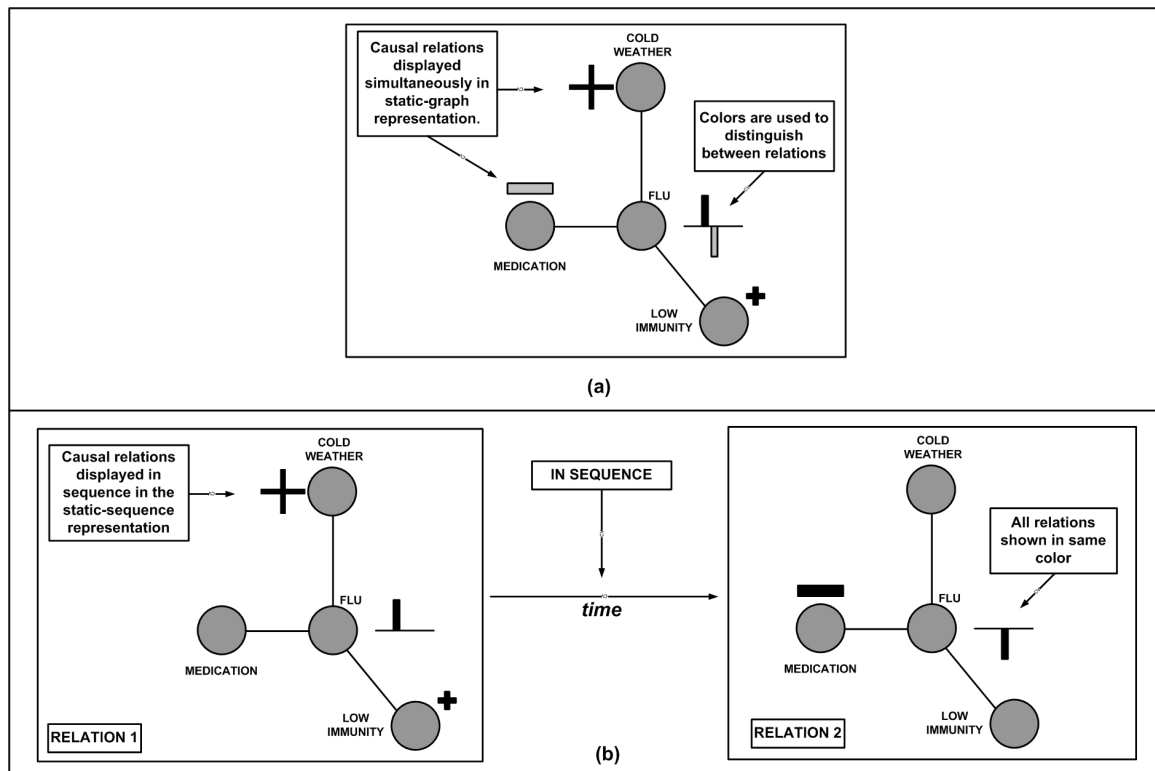 Causal relations
displayed
simultaneously in
static-graph
representation.
COLD
WEATHER
Colors are used to
distinguish
between relations
FLU
MEDICATION
LOW
IMMUNITY
(a)
Causal relations
displayed in
sequence in the
static-sequence
representation
COLD
WEATHER
FLU
MEDICATION
LOW
IMMUNITY
RELATION 1
IN SEQUENCE
time
COLD
WEATHER
All relations
shown in same
color
FLU
MEDICATION
LOW
IMMUNITY
RELATION 2
(b)